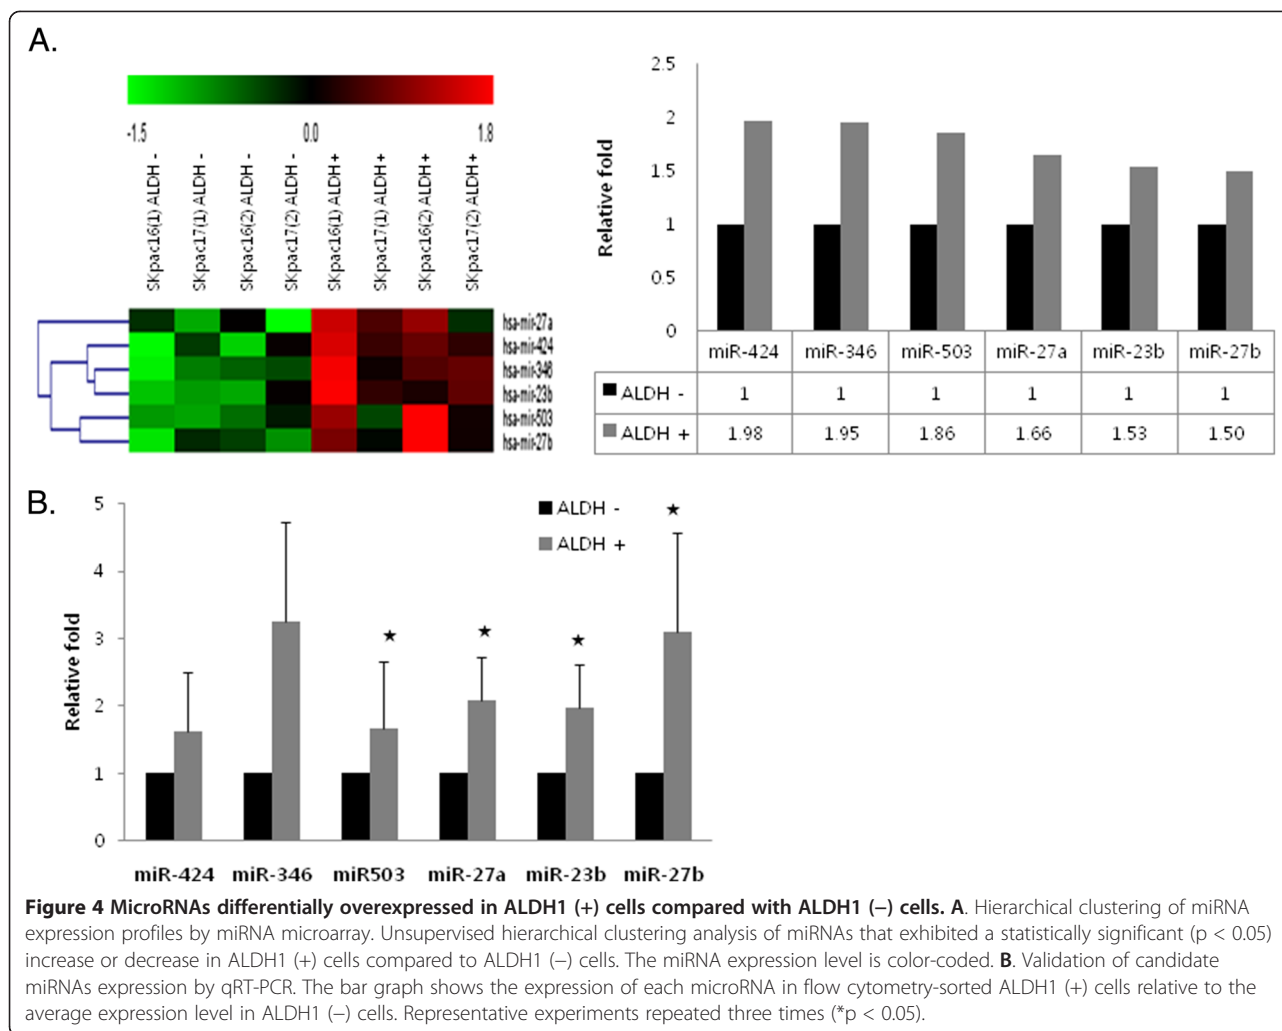 A.
-1.5 0.0 1.8
SKpac16(1) ALDH -
SKpac17(1) ALDH -
SKpac16(2) ALDH -
SKpac17(2) ALDH -
SKpac16(1) ALDH+
SKpac17(1) ALDH+
SKpac16(2) ALDH+
SKpac17(2) ALDH+
hsa-mir-27a
hsa-mir-424
hsa-mir-346
hsa-mir-23b
hsa-mir-503
hsa-mir-27b
Relative fold
2.5
2
1.5
1
0.5
0
miR-424 miR-346 miR-503 miR-27a miR-23b miR-27b
ALDH - 1 1 1 1 1 1
ALDH + 1.98 1.95 1.86 1.66 1.53 1.50
B.
Relative fold
5
4
3
2
1
0
ALDH -
ALDH +
★ ★ ★ ★
miR-424 miR-346 miR503 miR-27a miR-23b miR-27b
Figure 4 MicroRNAs differentially overexpressed in ALDH1 (+) cells compared with ALDH1 (−) cells. A. Hierarchical clustering of miRNA
expression profiles by miRNA microarray. Unsupervised hierarchical clustering analysis of miRNAs that exhibited a statistically significant (p < 0.05)
increase or decrease in ALDH1 (+) cells compared to ALDH1 (−) cells. The miRNA expression level is color-coded. B. Validation of candidate
miRNAs expression by qRT-PCR. The bar graph shows the expression of each microRNA in flow cytometry-sorted ALDH1 (+) cells relative to the
average expression level in ALDH1 (−) cells. Representative experiments repeated three times (*p < 0.05).